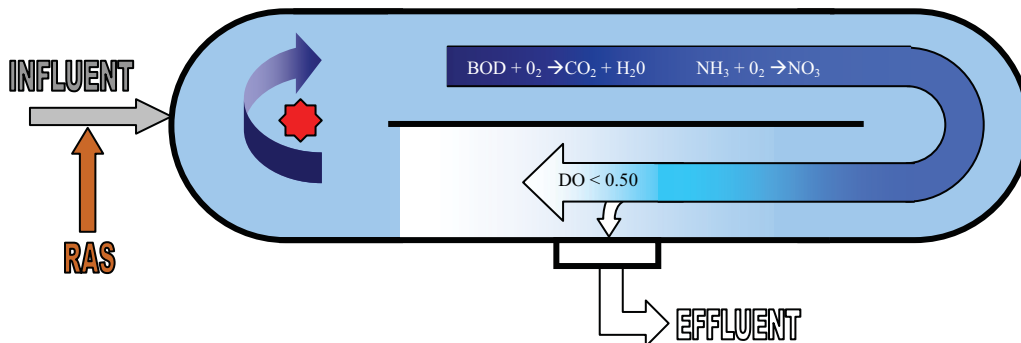 INFLUENT
BOD + 0₂ →CO₂ + H₂0
NH₃ + 0₂ →NO₃
DO < 0.50
RAS
EFFLUENT